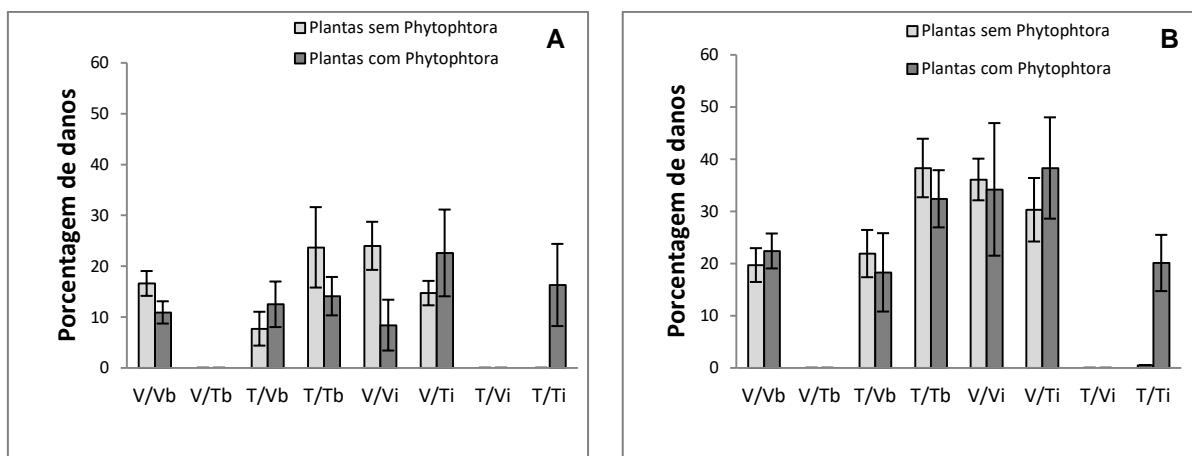 Plantas sem Phytophtora
Plantas com Phytophtora
A
Porcentagem de danos
60
50
40
30
20
10
0
V/Vb V/Tb T/Vb T/Tb V/Vi V/Ti T/Vi T/Ti
Plantas sem Phytophtora
Plantas com Phytophtora
B
Porcentagem de danos
60
50
40
30
20
10
0
V/Vb V/Tb T/Vb T/Tb V/Vi V/Ti T/Vi T/Ti